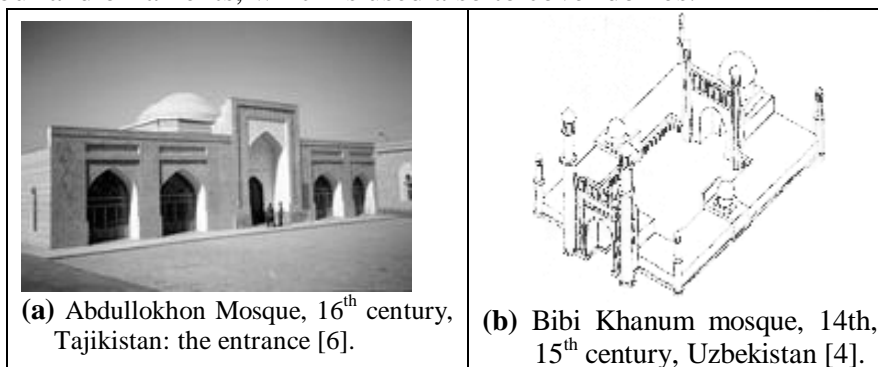 (a) Abdullokhon Mosque, 16th century,
Tajikistan: the entrance [6].
(b) Bibi Khanum mosque, 14th,
15th century, Uzbekistan [4].